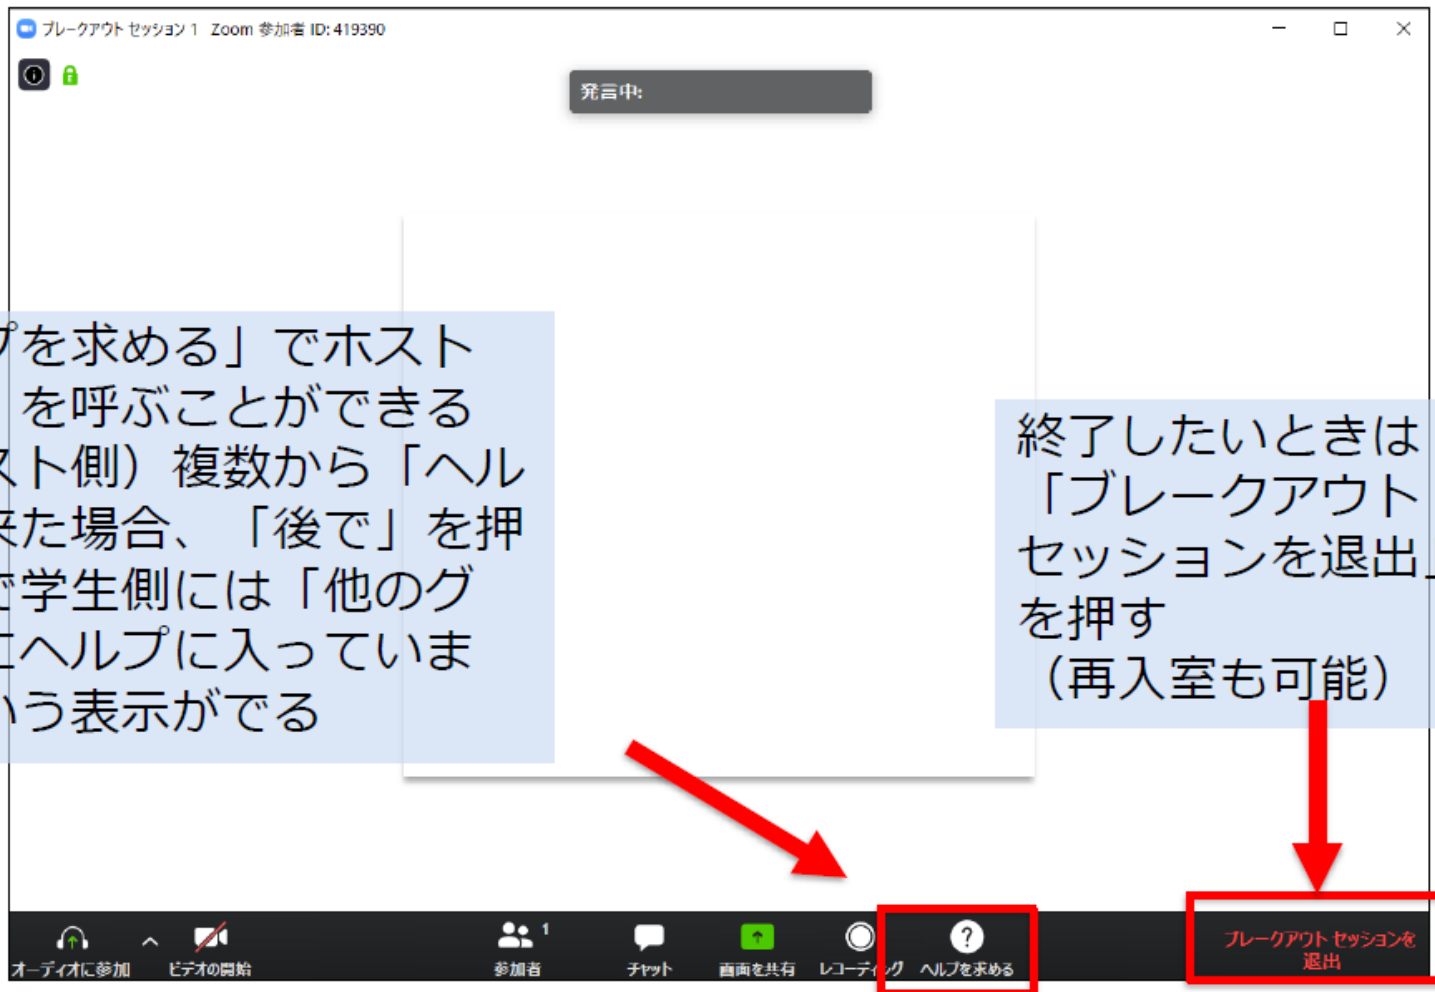 ブレークアウト セッション 1 Zoom 参加者 ID: 419390
発言中:
プを求める」でホスト
を呼ぶことができる
スト側）複数から「ヘル
来た場合、「後で」を押
で学生側には「他のグ
にヘルプに入っていま
いう表示がでる
終了したいときは
「ブレークアウト
セッションを退出」
を押す
（再入室も可能）
オーディオに参加
ビデオの開始
1
参加者
チャット
画面を共有
レコーディング
ヘルプを求める
ブレークアウト セッションを
退出